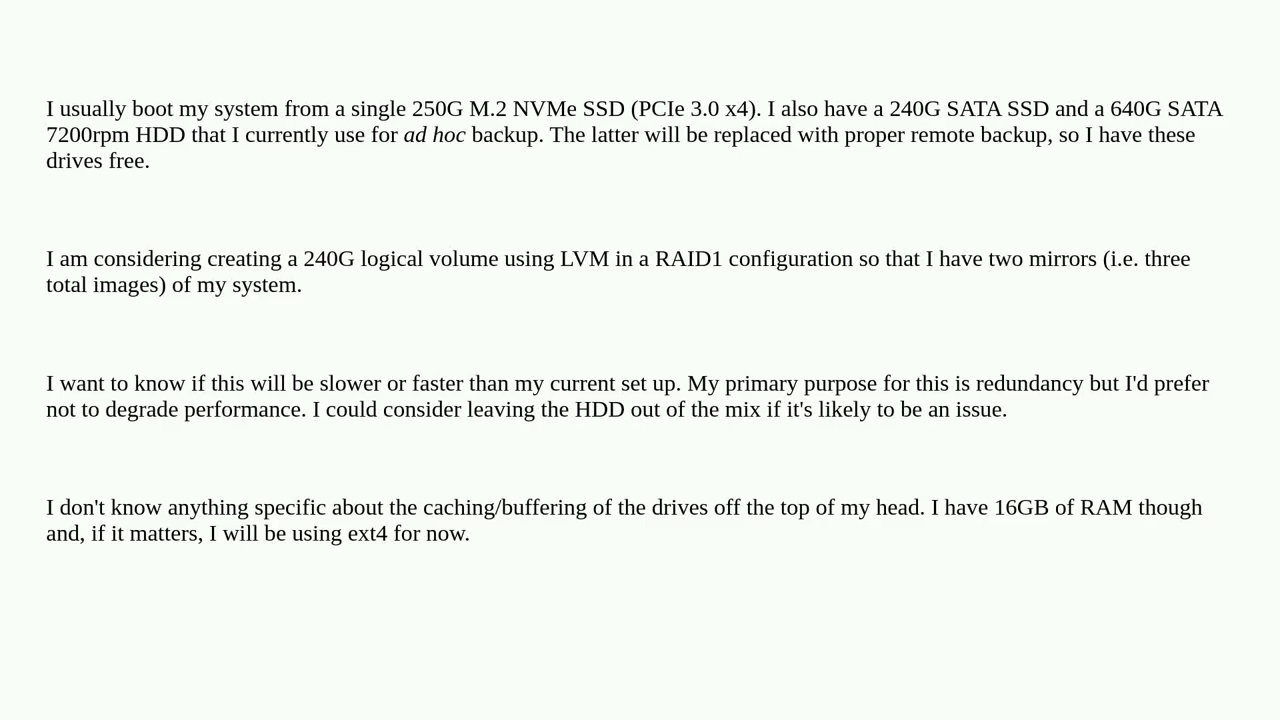 I usually boot my system from a single 250G M.2 NVMe SSD (PCIe 3.0 x4). I also have a 240G SATA SSD and a 640G SATA
7200rpm HDD that I currently use for ad hoc backup. The latter will be replaced with proper remote backup, so I have these
drives free.
I am considering creating a 240G logical volume using LVM in a RAID1 configuration so that I have two mirrors (i.e. three
total images) of my system.
I want to know if this will be slower or faster than my current set up. My primary purpose for this is redundancy but I'd prefer
not to degrade performance. I could consider leaving the HDD out of the mix if it's likely to be an issue.
I don't know anything specific about the caching/buffering of the drives off the top of my head. I have 16GB of RAM though
and, if it matters, I will be using ext4 for now.